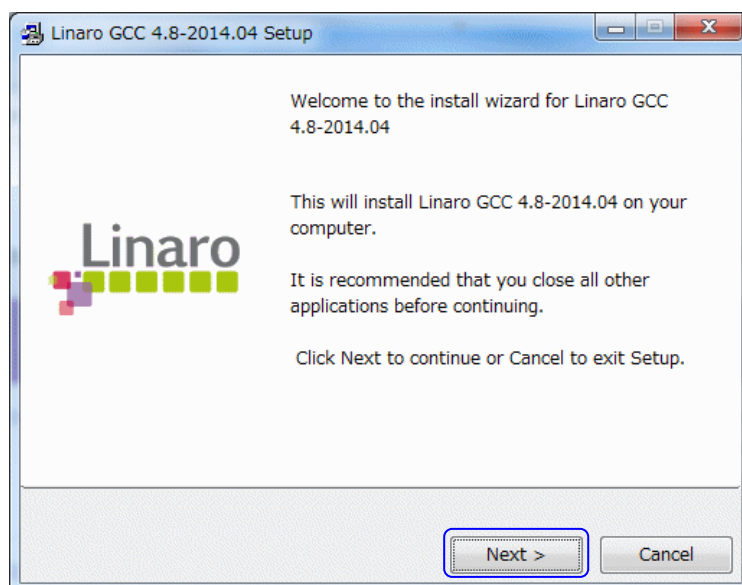 Linaro GCC 4.8-2014.04 Setup
Welcome to the install wizard for Linaro GCC
4.8-2014.04
This will install Linaro GCC 4.8-2014.04 on your
computer.
Linaro
It is recommended that you close all other
applications before continuing.
Click Next to continue or Cancel to exit Setup.
Next >
Cancel